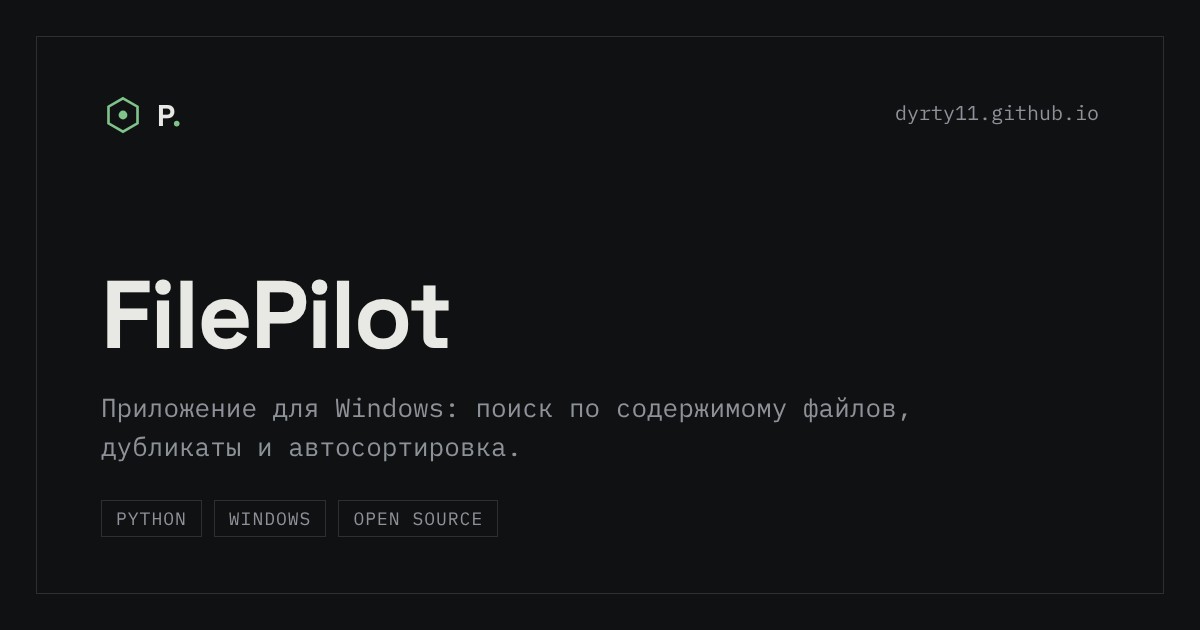 P.
dyrty11.github.io
FilePilot
Приложение для Windows: поиск по содержимому файлов,
дубликаты и автосортировка.
PYTHON
WINDOWS
OPEN SOURCE